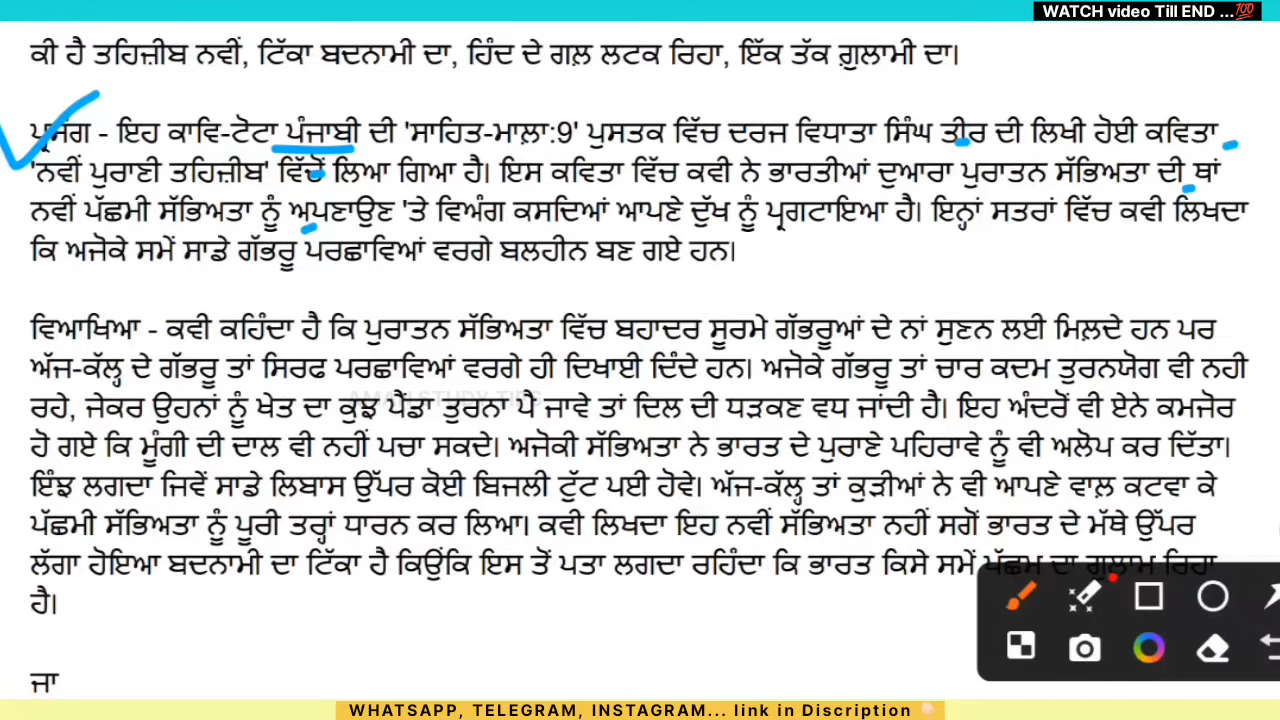 WATCH video Till END ...💯
ਕੀ ਹੈ ਤਹਿਜ਼ੀਬ ਨਵੀਂ, ਟਿੱਕਾ ਬਦਨਾਮੀ ਦਾ, ਹਿੰਦ ਦੇ ਗਲ਼ ਲਟਕ ਰਿਹਾ, ਇੱਕ ਤੱਕ ਗ਼ੁਲਾਮੀ ਦਾ।
ਪ੍ਰਸੰਗ - ਇਹ ਕਾਵਿ-ਟੋਟਾ ਪੰਜਾਬੀ ਦੀ 'ਸਾਹਿਤ-ਮਾਲ਼ਾ:9' ਪੁਸਤਕ ਵਿੱਚ ਦਰਜ ਵਿਧਾਤਾ ਸਿੰਘ ਤੀਰ ਦੀ ਲਿਖੀ ਹੋਈ ਕਵਿਤਾ
'ਨਵੀਂ ਪੁਰਾਣੀ ਤਹਿਜ਼ੀਬ' ਵਿੱਚੋਂ ਲਿਆ ਗਿਆ ਹੈ। ਇਸ ਕਵਿਤਾ ਵਿੱਚ ਕਵੀ ਨੇ ਭਾਰਤੀਆਂ ਦੁਆਰਾ ਪੁਰਾਤਨ ਸੱਭਿਅਤਾ ਦੀ ਥਾਂ
ਨਵੀਂ ਪੱਛਮੀ ਸੱਭਿਅਤਾ ਨੂੰ ਅਪਣਾਉਣ 'ਤੇ ਵਿਅੰਗ ਕਸਦਿਆਂ ਆਪਣੇ ਦੁੱਖ ਨੂੰ ਪ੍ਰਗਟਾਇਆ ਹੈ। ਇਨ੍ਹਾਂ ਸਤਰਾਂ ਵਿੱਚ ਕਵੀ ਲਿਖਦਾ
ਕਿ ਅਜੋਕੇ ਸਮੇਂ ਸਾਡੇ ਗੱਭਰੂ ਪਰਛਾਵਿਆਂ ਵਰਗੇ ਬਲਹੀਨ ਬਣ ਗਏ ਹਨ।
ਵਿਆਖਿਆ - ਕਵੀ ਕਹਿੰਦਾ ਹੈ ਕਿ ਪੁਰਾਤਨ ਸੱਭਿਅਤਾ ਵਿੱਚ ਬਹਾਦਰ ਸੂਰਮੇ ਗੱਭਰੂਆਂ ਦੇ ਨਾਂ ਸੁਣਨ ਲਈ ਮਿਲ਼ਦੇ ਹਨ ਪਰ
ਅੱਜ-ਕੱਲ੍ਹ ਦੇ ਗੱਭਰੂ ਤਾਂ ਸਿਰਫ ਪਰਛਾਵਿਆਂ ਵਰਗੇ ਹੀ ਦਿਖਾਈ ਦਿੰਦੇ ਹਨ। ਅਜੋਕੇ ਗੱਭਰੂ ਤਾਂ ਚਾਰ ਕਦਮ ਤੁਰਨਯੋਗ ਵੀ ਨਹੀ
ਰਹੇ, ਜੇਕਰ ਉਹਨਾਂ ਨੂੰ ਖੇਤ ਦਾ ਕੁਝ ਪੈਂਡਾ ਤੁਰਨਾ ਪੈ ਜਾਵੇ ਤਾਂ ਦਿਲ ਦੀ ਧੜਕਣ ਵਧ ਜਾਂਦੀ ਹੈ। ਇਹ ਅੰਦਰੋਂ ਵੀ ਏਨੇ ਕਮਜੋਰ
ਹੋ ਗਏ ਕਿ ਮੂੰਗੀ ਦੀ ਦਾਲ ਵੀ ਨਹੀਂ ਪਚਾ ਸਕਦੇ। ਅਜੋਕੀ ਸੱਭਿਅਤਾ ਨੇ ਭਾਰਤ ਦੇ ਪੁਰਾਣੇ ਪਹਿਰਾਵੇ ਨੂੰ ਵੀ ਅਲੋਪ ਕਰ ਦਿੱਤਾ।
ਇੰਝ ਲਗਦਾ ਜਿਵੇਂ ਸਾਡੇ ਲਿਬਾਸ ਉੱਪਰ ਕੋਈ ਬਿਜਲੀ ਟੁੱਟ ਪਈ ਹੋਵੇ। ਅੱਜ-ਕੱਲ੍ਹ ਤਾਂ ਕੁੜੀਆਂ ਨੇ ਵੀ ਆਪਣੇ ਵਾਲ਼ ਕਟਵਾ ਕੇ
ਪੱਛਮੀ ਸੱਭਿਅਤਾ ਨੂੰ ਪੂਰੀ ਤਰ੍ਹਾਂ ਧਾਰਨ ਕਰ ਲਿਆ। ਕਵੀ ਲਿਖਦਾ ਇਹ ਨਵੀਂ ਸੱਭਿਅਤਾ ਨਹੀਂ ਸਗੋਂ ਭਾਰਤ ਦੇ ਮੱਥੇ ਉੱਪਰ
ਲੱਗਾ ਹੋਇਆ ਬਦਨਾਮੀ ਦਾ ਟਿੱਕਾ ਹੈ ਕਿਉਂਕਿ ਇਸ ਤੋਂ ਪਤਾ ਲਗਦਾ ਰਹਿੰਦਾ ਕਿ ਭਾਰਤ ਕਿਸੇ ਸਮੇਂ ਪੱਛਮ ਦਾ ਗੁਲਾਮ ਰਿਹਾ
ਹੈ।
ਜਾ
WHATSAPP, TELEGRAM, INSTAGRAM... link in Discription 👇🏻